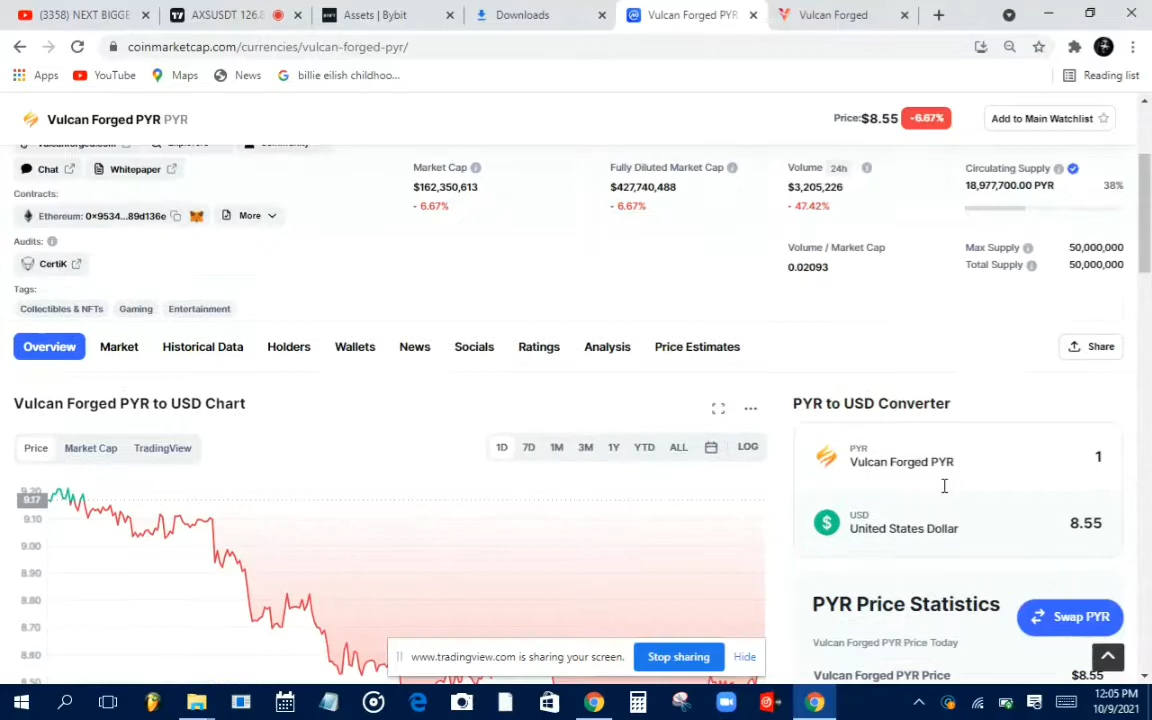 (3358) NEXT BIGGE
AXSUSDT 126.8
Assets | Bybit
Downloads
Vulcan Forged PYR
Vulcan Forged
coinmarketcap.com/currencies/vulcan-forged-pyr/
Apps
YouTube
Maps
News
billie eilish childhoo...
Reading list
Vulcan Forged PYR PYR
Price:$8.55
-6.67%
Add to Main Watchlist
Chat
Whitepaper
Contracts:
Ethereum: 0x9534...89d136e
More
Audits:
CertiK
Tags:
Collectibles & NFTs
Gaming
Entertainment
Market Cap
$162,350,613
- 6.67%
Fully Diluted Market Cap
$427,740,488
- 6.67%
Volume 24h
$3,205,226
- 47.42%
Volume / Market Cap
0.02093
Circulating Supply
18,977,700.00 PYR
38%
Max Supply
50,000,000
Total Supply
50,000,000
Overview
Market
Historical Data
Holders
Wallets
News
Socials
Ratings
Analysis
Price Estimates
Share
Vulcan Forged PYR to USD Chart
Price
Market Cap
TradingView
1D
7D
1M
3M
1Y
YTD
ALL
LOG
9.20
9.17
9.10
9.00
8.90
8.80
8.70
8.60
8.50
PYR to USD Converter
PYR
Vulcan Forged PYR
1
USD
United States Dollar
8.55
PYR Price Statistics
Swap PYR
Vulcan Forged PYR Price Today
Vulcan Forged PYR Price
$8.55
www.tradingview.com is sharing your screen.
Stop sharing
Hide
12:05 PM
10/9/2021